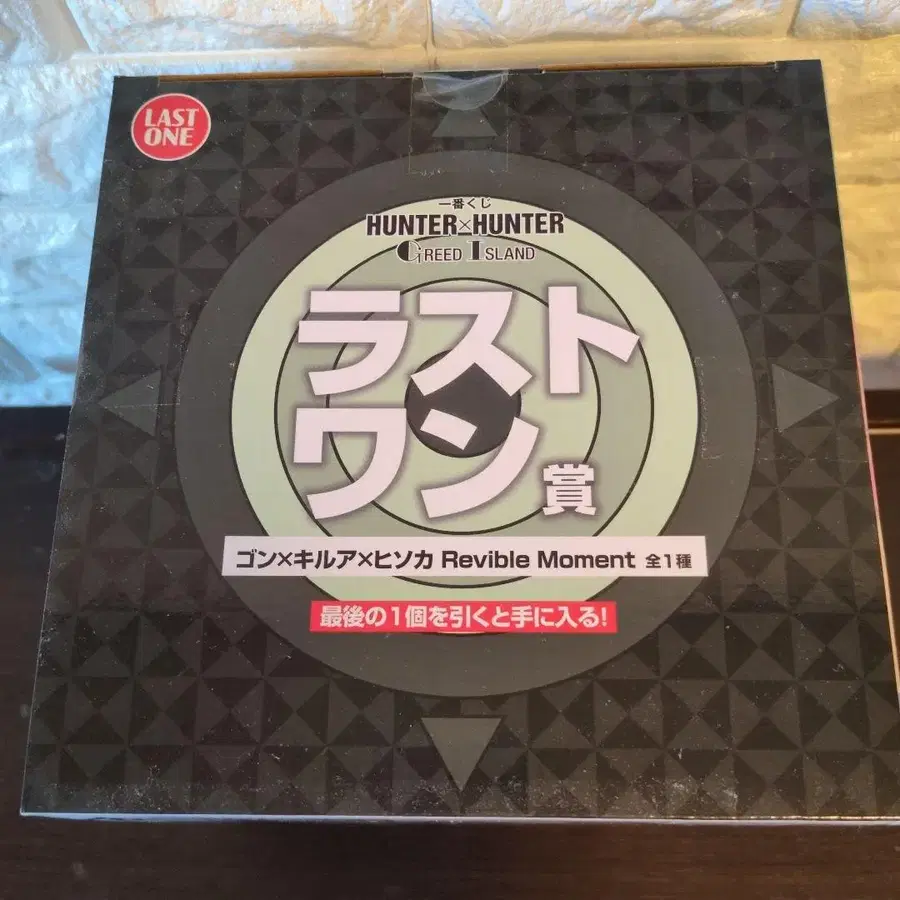 LAST
ONE
一番くじ
HUNTER×HUNTER
GREED ISLAND
ラスト
ワン賞
ゴン×キルア×ヒソカ Revible Moment 全1種
最後の1個を引くと手に入る!